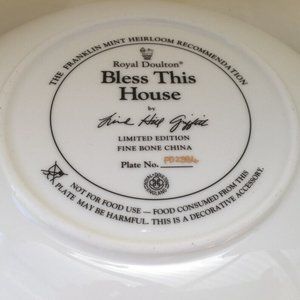 THE FRANKLIN MINT HEIRLOOM RECOMMENDATION
Royal Doulton®
Bless This
House
by
LIMITED EDITION
FINE BONE CHINA
Plate No.
NOT FOR FOOD USE — FOOD CONSUMED FROM THIS
PLATE MAY BE HARMFUL. THIS IS A DECORATIVE ACCESSORY.